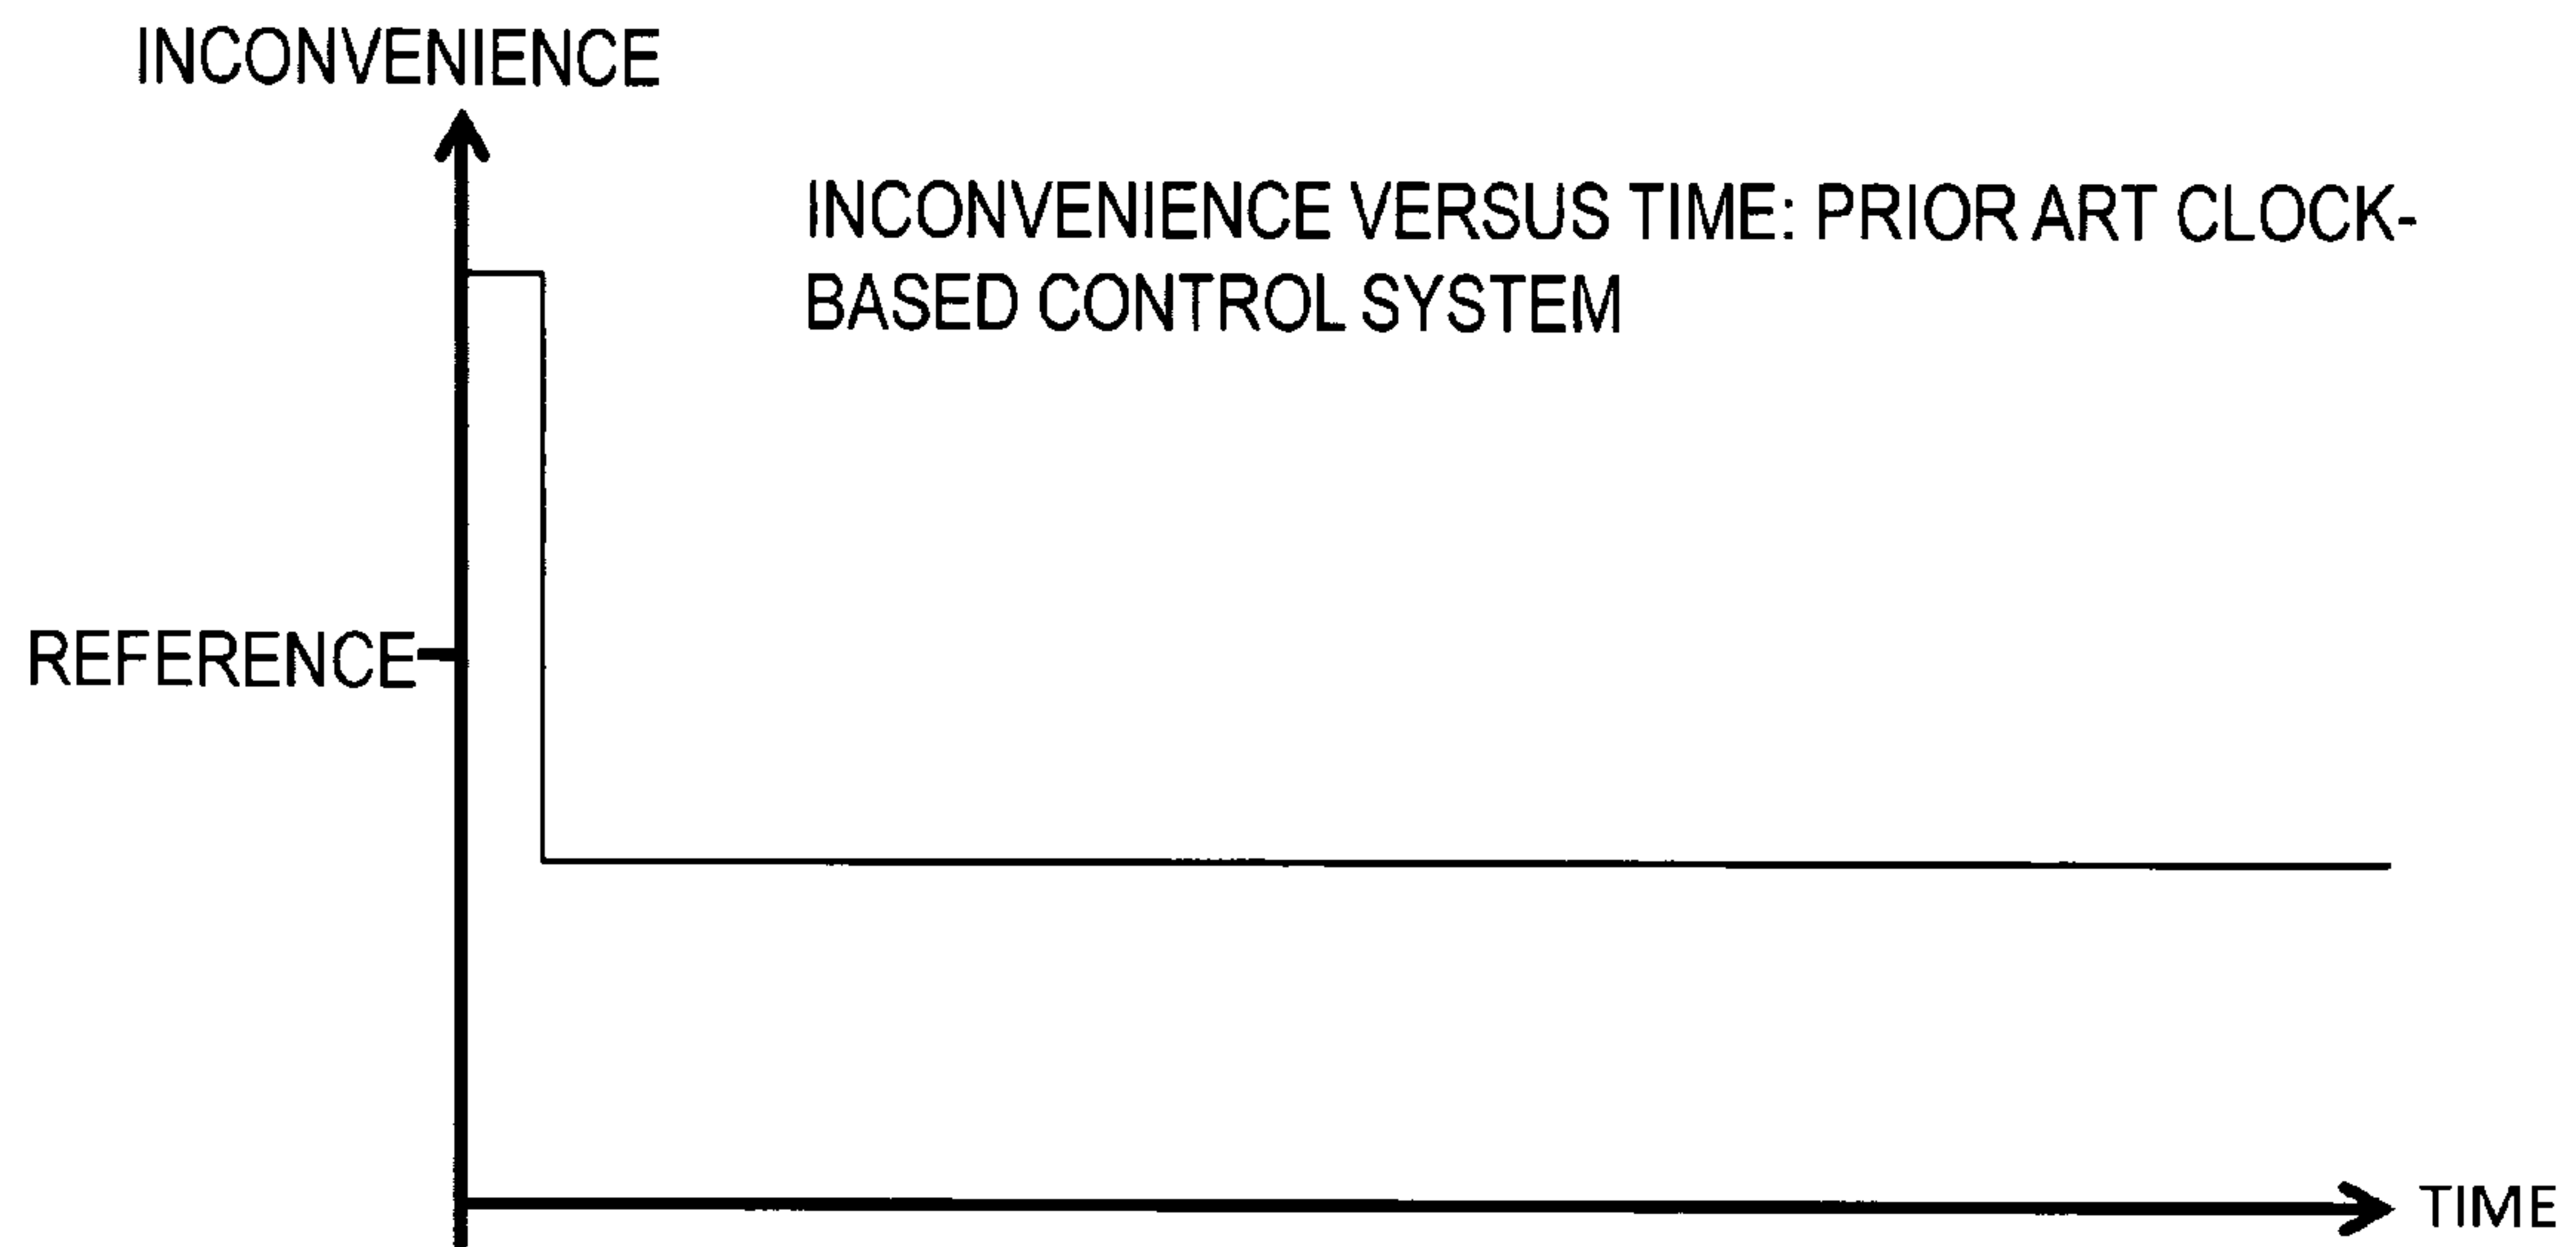 INCONVENIENCE
INCONVENIENCE VERSUS TIME: PRIOR ART CLOCK-
BASED CONTROL SYSTEM
REFERENCE
TIME